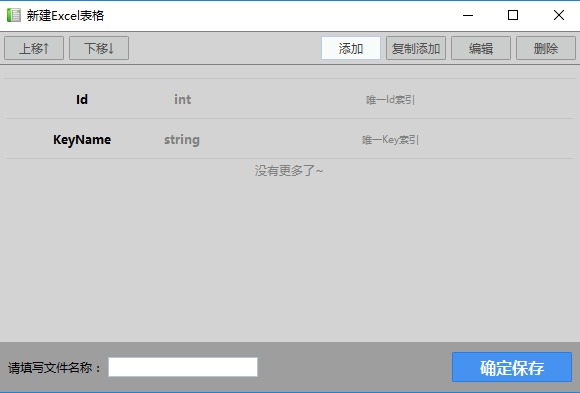 新建Excel表格
上移↑ 下移↓ 添加 复制添加 编辑 删除
Id int 唯一Id索引
KeyName string 唯一Key索引
没有更多了~
请填写文件名称： 确定保存